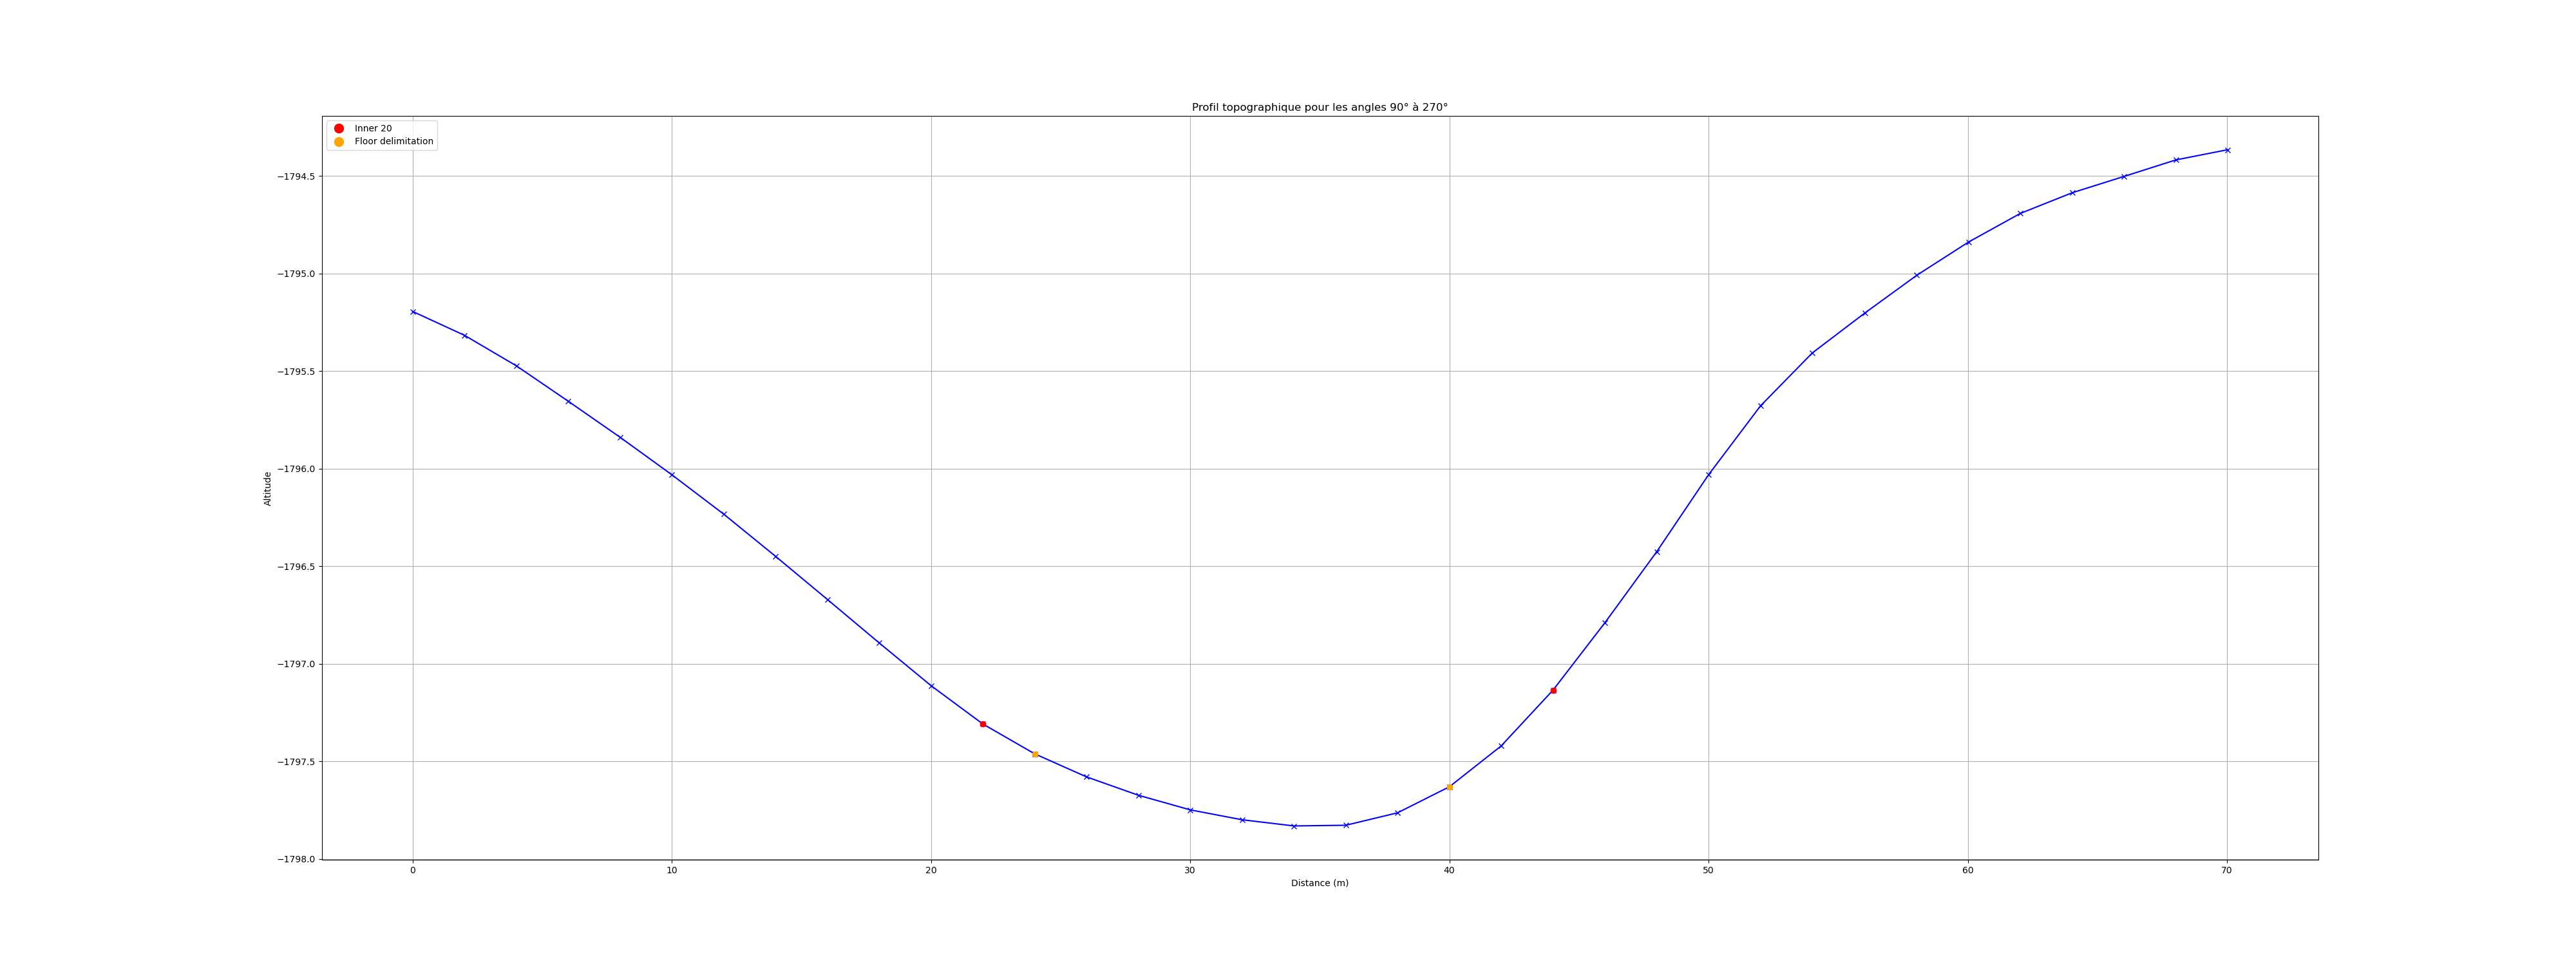 Profil topographique pour les angles 90° à 270°
Inner 20
Floor delimitation
−1794.5
−1795.0
−1795.5
−1796.0
−1796.5
−1797.0
−1797.5
−1798.0
Altitude
0 10 20 30 40 50 60 70
Distance (m)